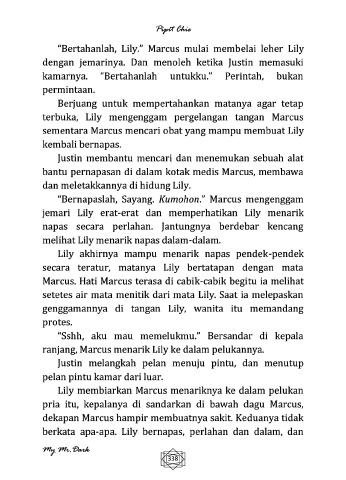 Pipit Chie
"Bertahanlah, Lily." Marcus mulai membelai leher Lily
dengan jemarinya. Dan menoleh ketika Justin memasuki
kamarnya. "Bertahanlah untukku." Perintah, bukan
permintaan.
Berjuang untuk mempertahankan matanya agar tetap
terbuka, Lily mengenggam pergelangan tangan Marcus
sementara Marcus mencari obat yang mampu membuat Lily
kembali bernapas.
Justin membantu mencari dan menemukan sebuah alat
bantu pernapasan di dalam kotak medis Marcus, membawa
dan meletakkannya di hidung Lily.
"Bernapaslah, Sayang. Kumohon." Marcus mengenggam
jemari Lily erat-erat dan memperhatikan Lily menarik
napas secara perlahan. Jantungnya berdebar kencang
melihat Lily menarik napas dalam-dalam.
Lily akhirnya mampu menarik napas pendek-pendek
secara teratur, matanya Lily bertatapan dengan mata
Marcus. Hati Marcus terasa di cabik-cabik begitu ia melihat
setetes air mata menitik dari mata Lily. Saat ia melepaskan
genggamannya di tangan Lily, wanita itu memandang
protes.
"Sshh, aku mau memelukmu." Bersandar di kepala
ranjang, Marcus menarik Lily ke dalam pelukannya.
Justin melangkah pelan menuju pintu, dan menutup
pelan pintu kamar dari luar.
Lily membiarkan Marcus menariknya ke dalam pelukan
pria itu, kepalanya di sandarkan di bawah dagu Marcus,
dekapan Marcus hampir membuatnya sakit. Keduanya tidak
berkata apa-apa. Lily bernapas, perlahan dan dalam, dan
My Mr. Dark
338